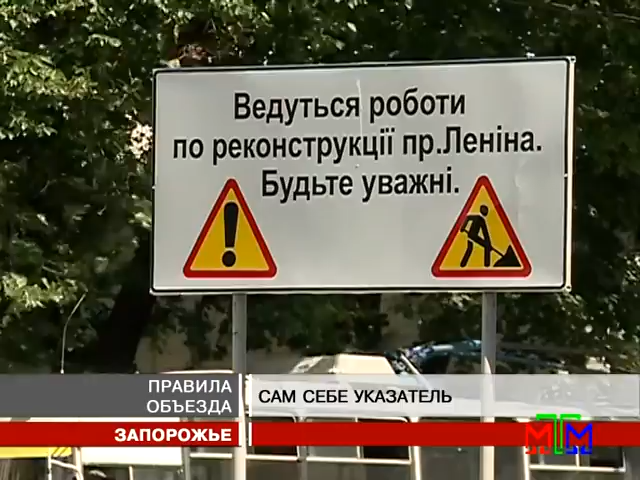 Ведуться роботи
по реконструкції пр.Леніна.
Будьте уважні.
ПРАВИЛА
ОБЪЕЗДА
САМ СЕБЕ УКАЗАТЕЛЬ
ЗАПОРОЖЬЕ
МТМ